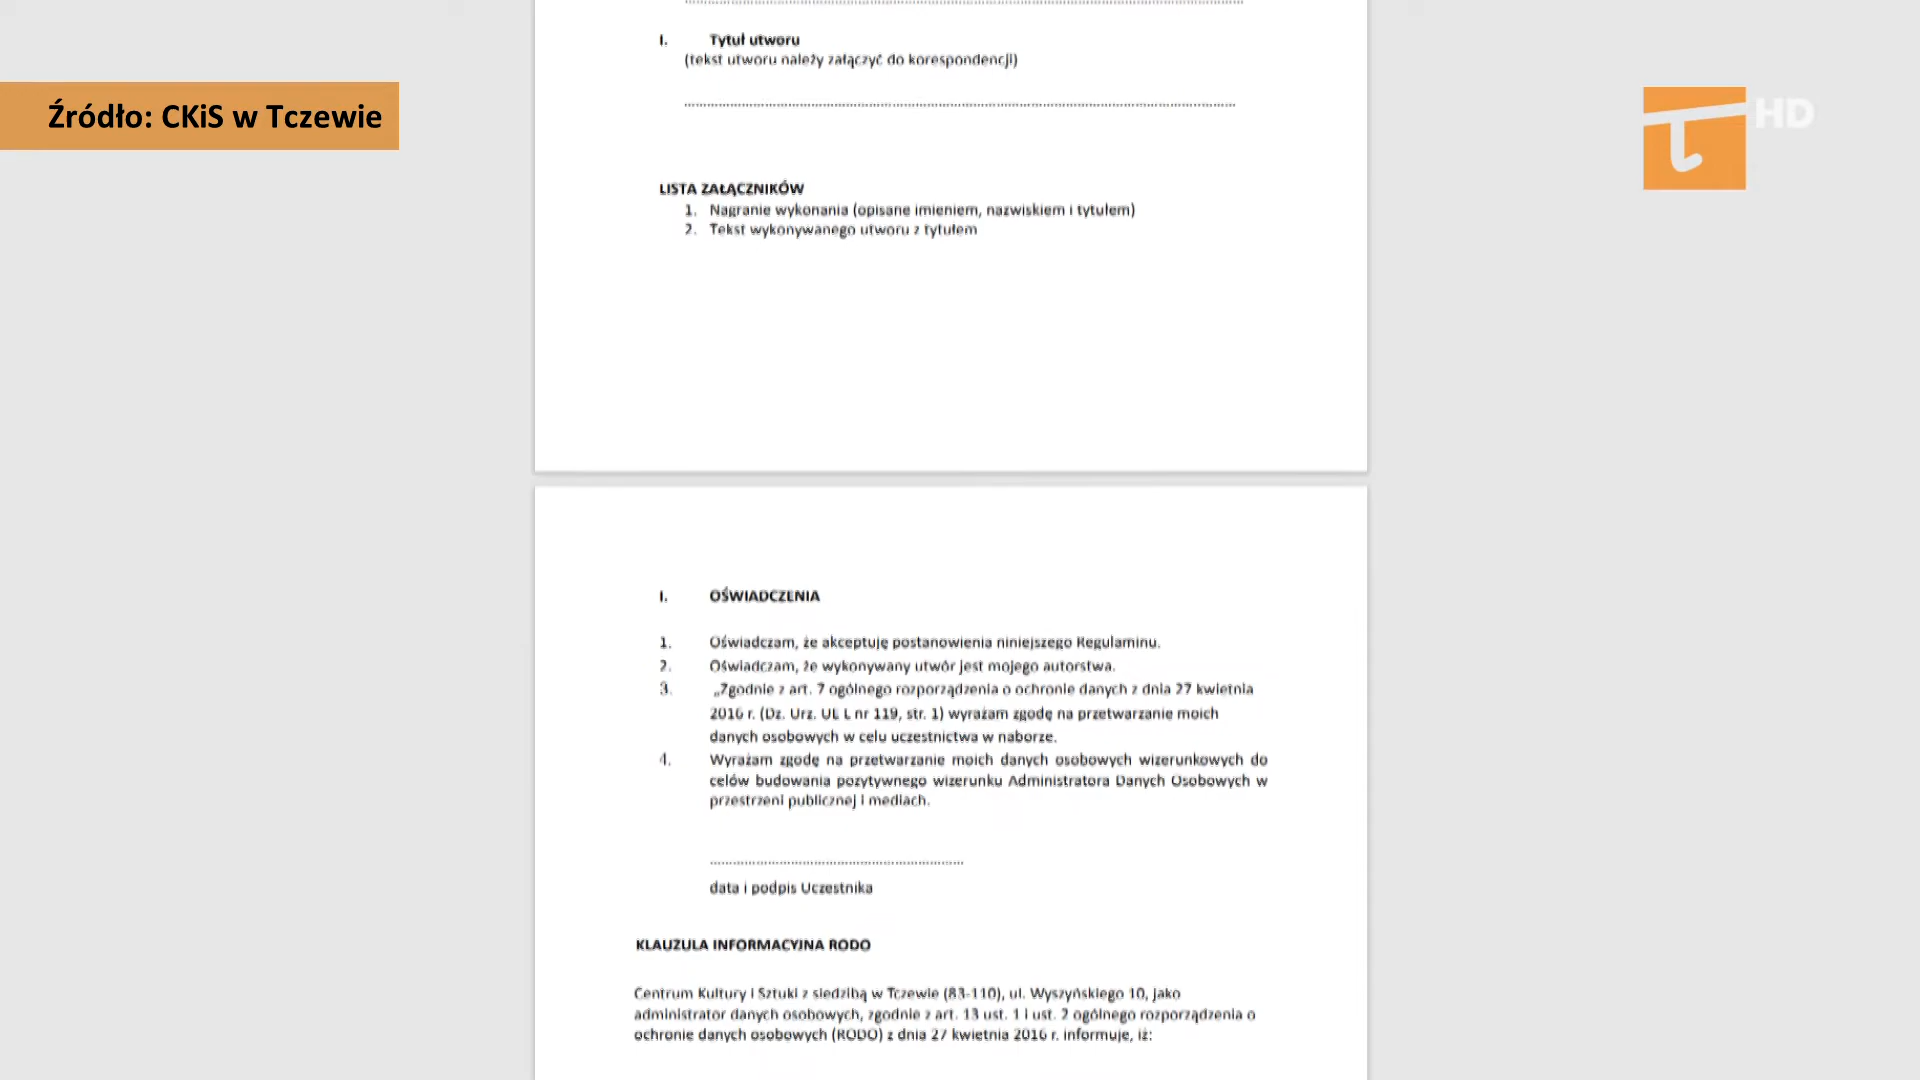 I. Tytuł utworu
(tekst utworu należy załączyć do korespondencji)
Źródło: CKiS w Tczewie
HD
LISTA ZAŁĄCZNIKÓW
1. Nagranie wykonania (opisane imieniem, nazwiskiem i tytułem)
2. Tekst wykonywanego utworu z tytułem
I. OŚWIADCZENIA
1. Oświadczam, że akceptuję postanowienia niniejszego Regulaminu.
2. Oświadczam, że wykonywany utwór jest mojego autorstwa.
3. „Zgodnie z art. 7 ogólnego rozporządzenia o ochronie danych z dnia 27 kwietnia
2016 r. (Dz. Urz. UE L nr 119, str. 1) wyrażam zgodę na przetwarzanie moich
danych osobowych w celu uczestnictwa w naborze.
4. Wyrażam zgodę na przetwarzanie moich danych osobowych wizerunkowych do
celów budowania pozytywnego wizerunku Administratora Danych Osobowych w
przestrzeni publicznej i mediach.
data i podpis Uczestnika
KLAUZULA INFORMACYJNA RODO
Centrum Kultury i Sztuki z siedzibą w Tczewie (83-110), ul. Wyszyńskiego 10, jako
administrator danych osobowych, zgodnie z art. 13 ust. 1 i ust. 2 ogólnego rozporządzenia o
ochronie danych osobowych (RODO) z dnia 27 kwietnia 2016 r. informuje, iż: